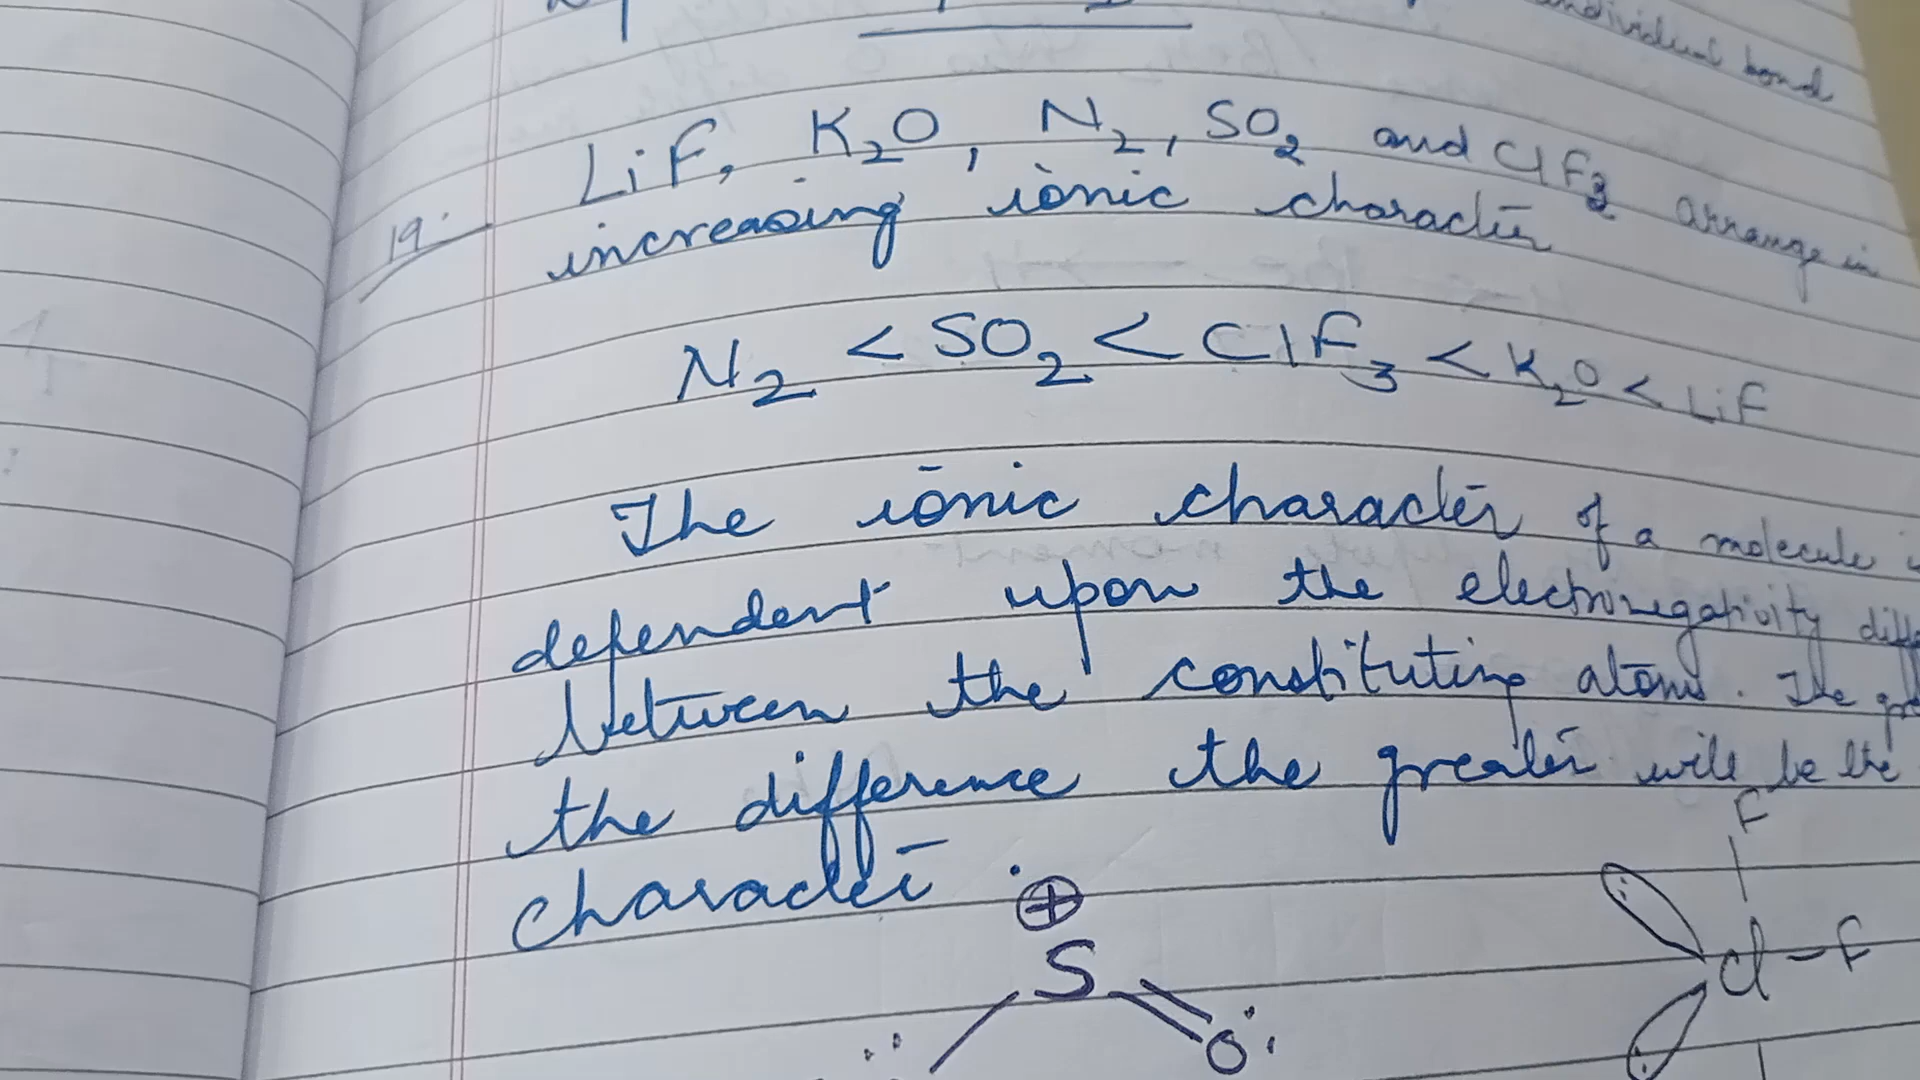 individual bond
19. LiF, K₂O, N₂, SO₂ and ClF₃ arrange in
increasing ionic character
N₂ < SO₂ < ClF₃ < K₂O < LiF
The ionic character of a molecule
dependent upon the electronegativity
between the constituting atoms. The
the difference the greater will be the
character.
⊕
S
O
F
Cl-F